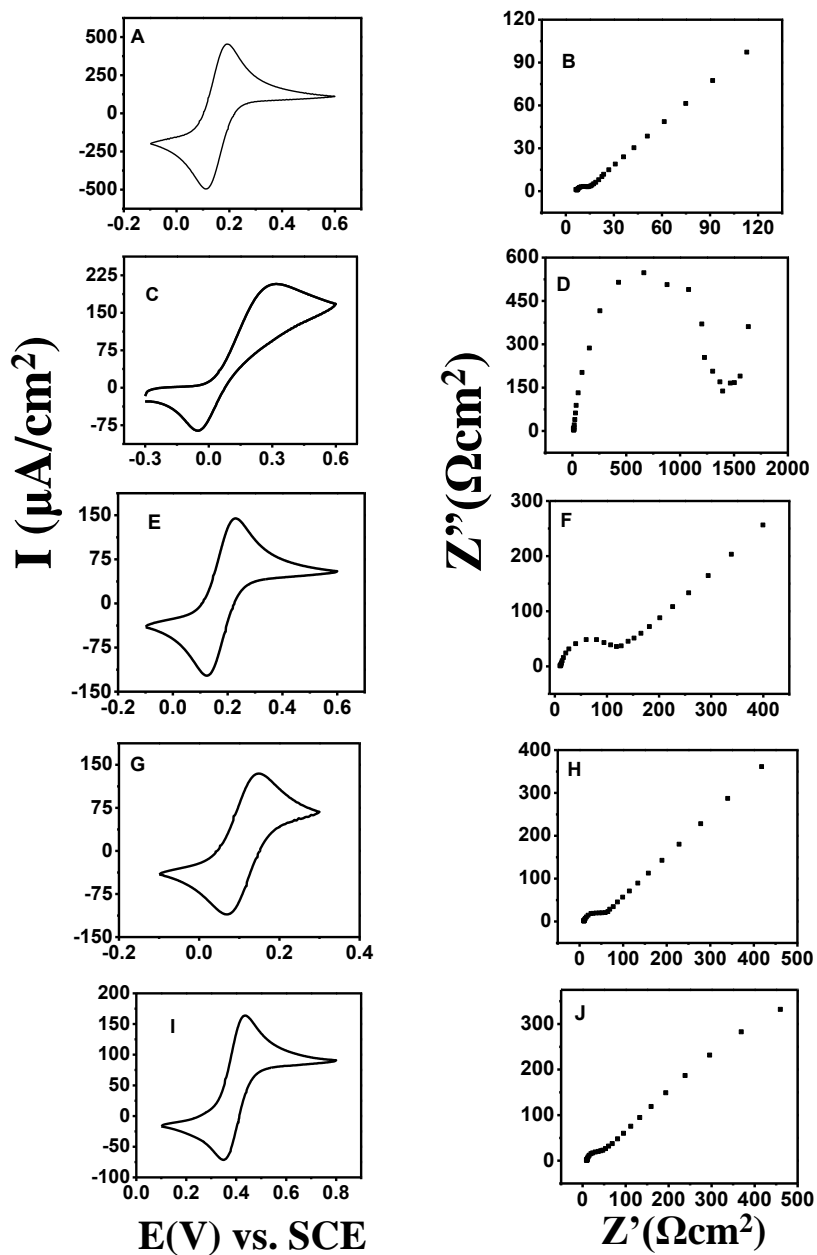 A
500
250
0
-250
-500
-0.2 0.0 0.2 0.4 0.6
B
120
90
60
30
0
0 30 60 90 120
C
225
150
75
0
-75
-0.3 0.0 0.3 0.6
D
600
450
300
150
0
0 500 1000 1500 2000
E
150
75
0
-75
-150
-0.2 0.0 0.2 0.4 0.6
F
300
200
100
0
0 100 200 300 400
G
150
75
0
-75
-150
-0.2 0.0 0.2 0.4
H
400
300
200
100
0
0 100 200 300 400 500
I
200
150
100
50
0
-50
-100
0.0 0.2 0.4 0.6 0.8
J
300
200
100
0
0 100 200 300 400 500
I (µA/cm²)
Z”(Ωcm²)
E(V) vs. SCE
Z’(Ωcm²)